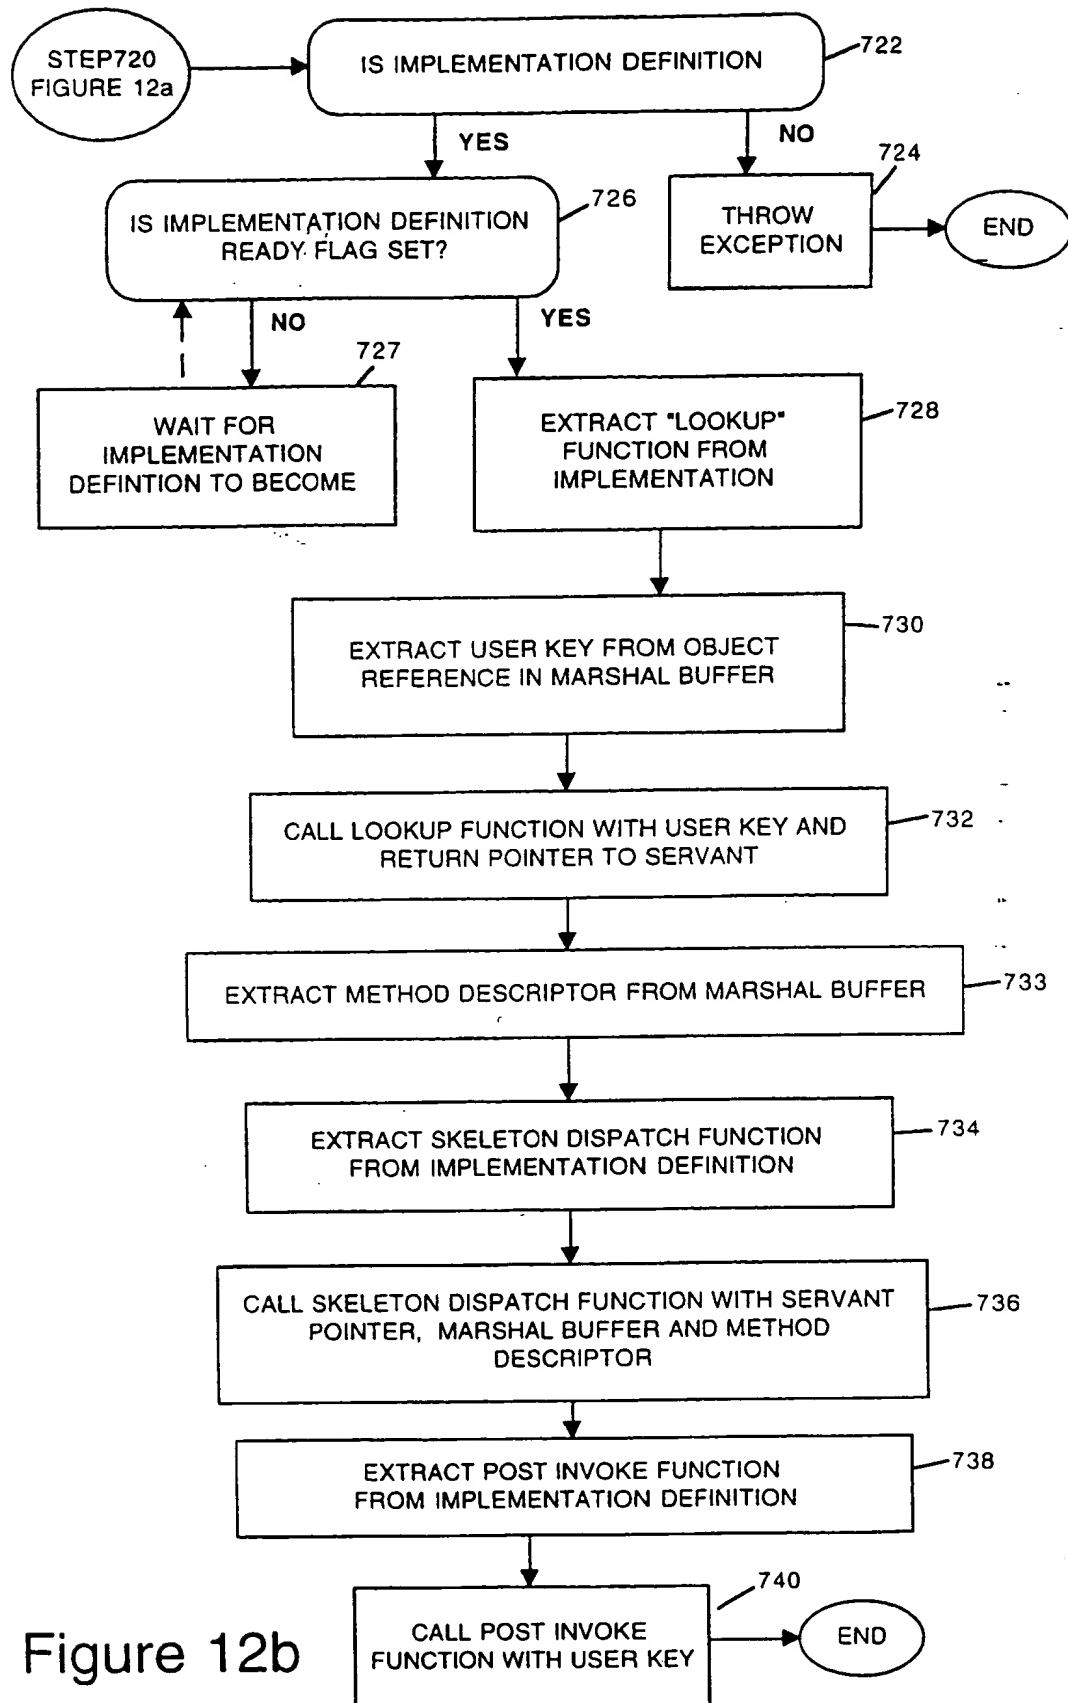 STEP720
FIGURE 12a
IS IMPLEMENTATION DEFINITION
722
YES
NO
724
IS IMPLEMENTATION DEFINITION
READY FLAG SET?
726
THROW
EXCEPTION
END
NO
YES
727
WAIT FOR
IMPLEMENTATION
DEFINTION TO BECOME
EXTRACT "LOOKUP"
FUNCTION FROM
IMPLEMENTATION
728
EXTRACT USER KEY FROM OBJECT
REFERENCE IN MARSHAL BUFFER
730
CALL LOOKUP FUNCTION WITH USER KEY AND
RETURN POINTER TO SERVANT
732
EXTRACT METHOD DESCRIPTOR FROM MARSHAL BUFFER
733
EXTRACT SKELETON DISPATCH FUNCTION
FROM IMPLEMENTATION DEFINITION
734
CALL SKELETON DISPATCH FUNCTION WITH SERVANT
POINTER, MARSHAL BUFFER AND METHOD
DESCRIPTOR
736
EXTRACT POST INVOKE FUNCTION
FROM IMPLEMENTATION DEFINITION
738
740
CALL POST INVOKE
FUNCTION WITH USER KEY
END
Figure 12b